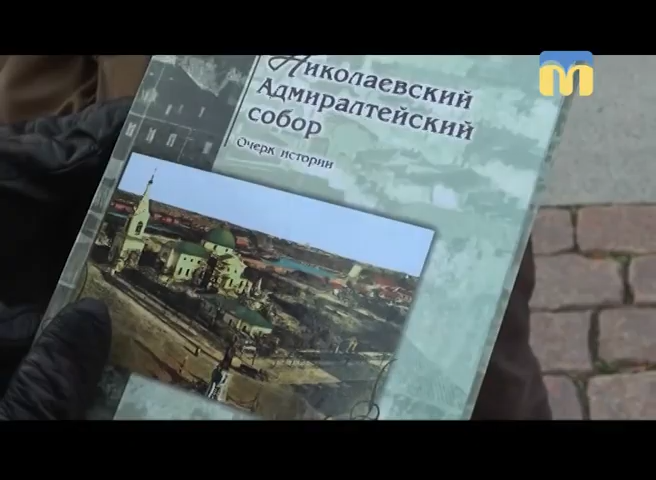 Николаевский
Адмиралтейский
собор
Очерк истории
m